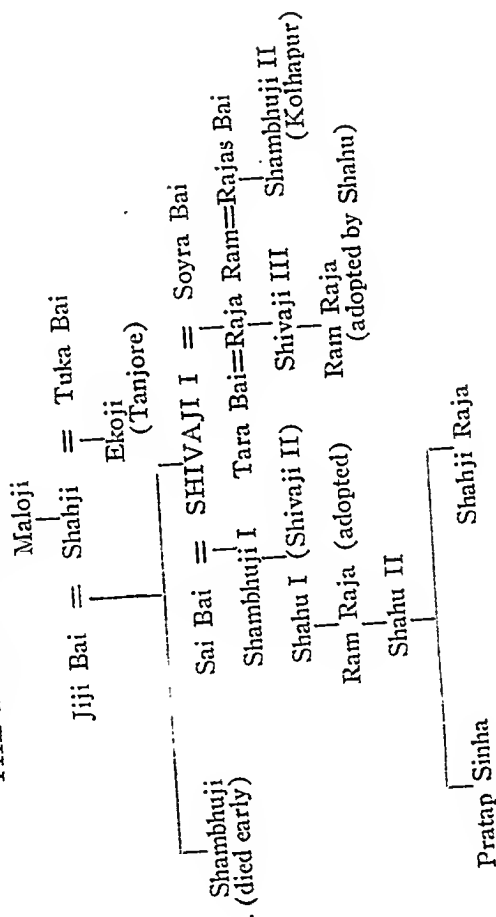 Maloji
Jiji Bai = Shahji = Tuka Bai
Ekoji
(Tanjore)
Shambhuji
(died early)
Sai Bai = SHIVAJI I = Soyra Bai
Shambhuji I Tara Bai=Raja Ram=Rajas Bai
Shahu I (Shivaji II) Shivaji III Shambhuji II
(Kolhapur)
Ram Raja (adopted) Ram Raja
(adopted by Shahu)
Shahu II
Pratap Sinha Shahji Raja